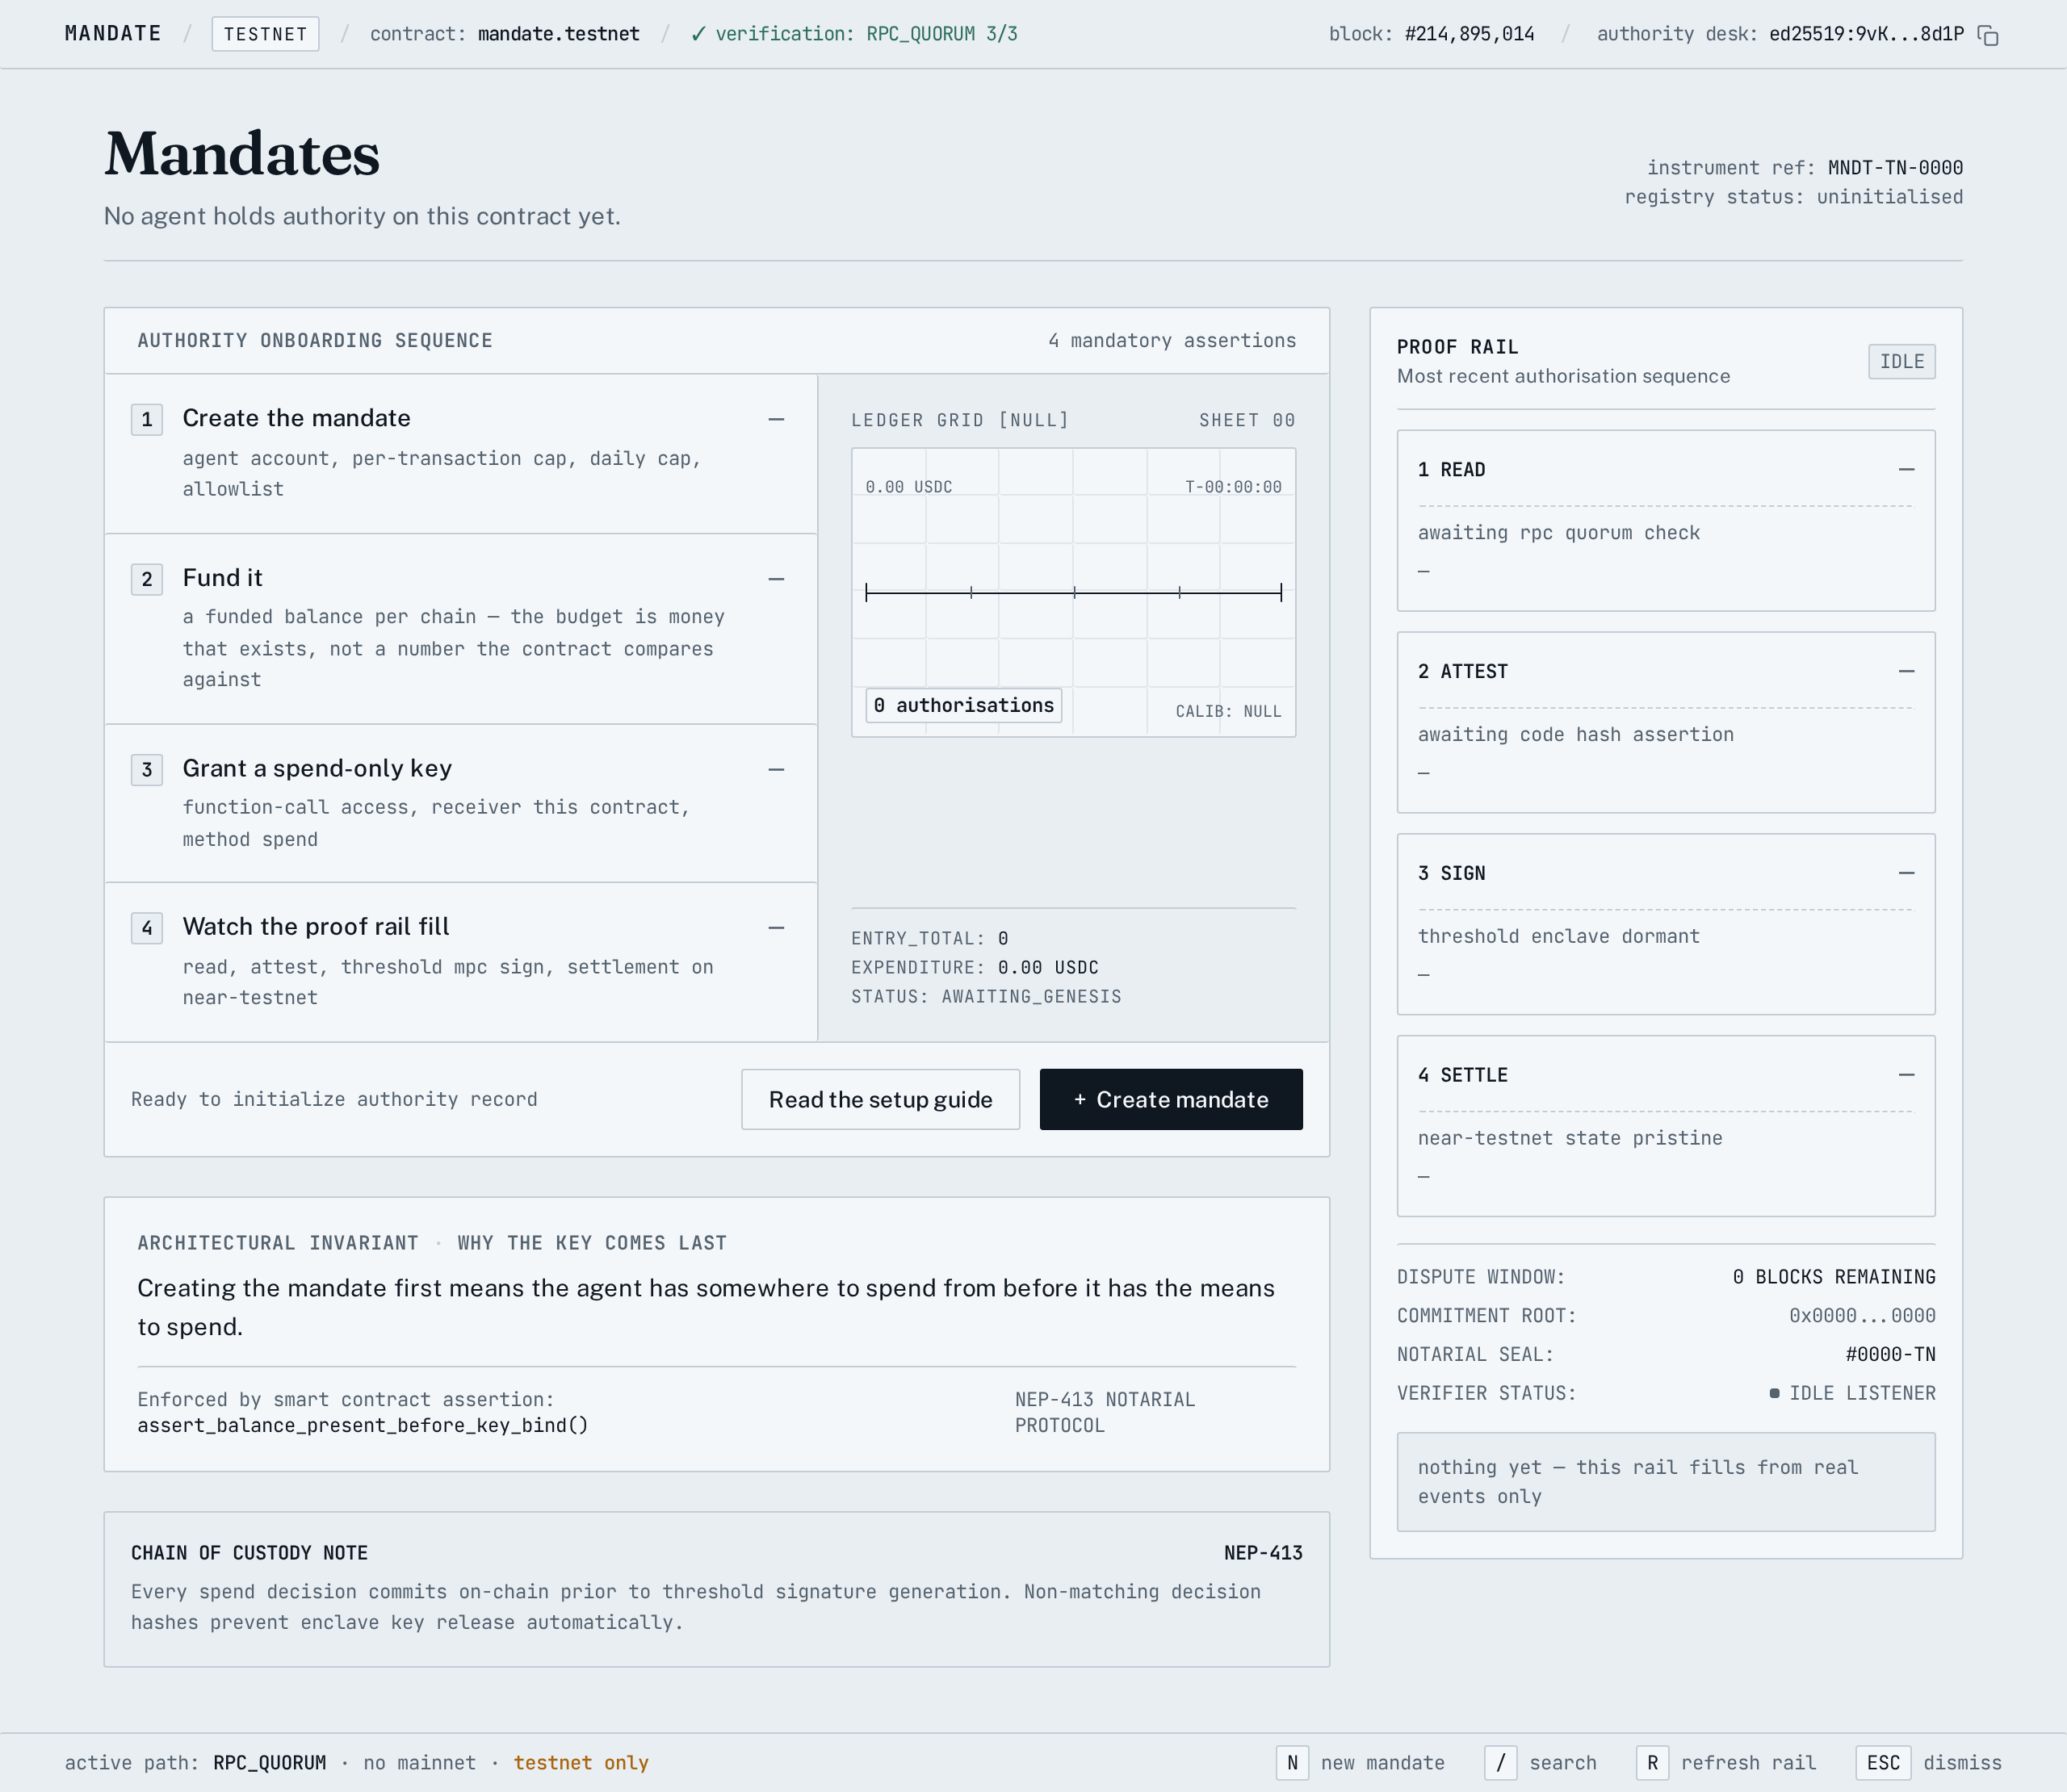 MANDATE / TESTNET / contract: mandate.testnet / ✓ verification: RPC_QUORUM 3/3
block: #214,895,014 / authority desk: ed25519:9vK...8d1P
Mandates
No agent holds authority on this contract yet.
instrument ref: MNDT-TN-0000
registry status: uninitialised
AUTHORITY ONBOARDING SEQUENCE
4 mandatory assertions
1 Create the mandate —
agent account, per-transaction cap, daily cap,
allowlist
2 Fund it —
a funded balance per chain — the budget is money
that exists, not a number the contract compares
against
3 Grant a spend-only key —
function-call access, receiver this contract,
method spend
4 Watch the proof rail fill —
read, attest, threshold mpc sign, settlement on
near-testnet
LEDGER GRID [NULL]
SHEET 00
0.00 USDC
T-00:00:00
0 authorisations
CALIB: NULL
ENTRY_TOTAL: 0
EXPENDITURE: 0.00 USDC
STATUS: AWAITING_GENESIS
Ready to initialize authority record
Read the setup guide
+ Create mandate
ARCHITECTURAL INVARIANT · WHY THE KEY COMES LAST
Creating the mandate first means the agent has somewhere to spend from before it has the means
to spend.
Enforced by smart contract assertion:
assert_balance_present_before_key_bind()
NEP-413 NOTARIAL
PROTOCOL
CHAIN OF CUSTODY NOTE
NEP-413
Every spend decision commits on-chain prior to threshold signature generation. Non-matching decision
hashes prevent enclave key release automatically.
PROOF RAIL
Most recent authorisation sequence
IDLE
1 READ —
awaiting rpc quorum check
—
2 ATTEST —
awaiting code hash assertion
—
3 SIGN —
threshold enclave dormant
—
4 SETTLE —
near-testnet state pristine
—
DISPUTE WINDOW: 0 BLOCKS REMAINING
COMMITMENT ROOT: 0x0000...0000
NOTARIAL SEAL: #0000-TN
VERIFIER STATUS: IDLE LISTENER
nothing yet — this rail fills from real
events only
active path: RPC_QUORUM · no mainnet · testnet only
N new mandate
/ search
R refresh rail
ESC dismiss